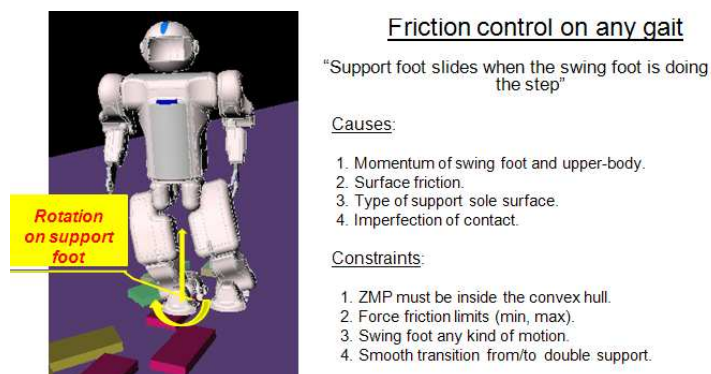 Friction control on any gait
“Support foot slides when the swing foot is doing
the step”
Causes:
1. Momentum of swing foot and upper-body.
2. Surface friction.
3. Type of support sole surface.
4. Imperfection of contact.
Rotation
on support
foot
Constraints:
1. ZMP must be inside the convex hull.
2. Force friction limits (min, max).
3. Swing foot any kind of motion.
4. Smooth transition from/to double support.